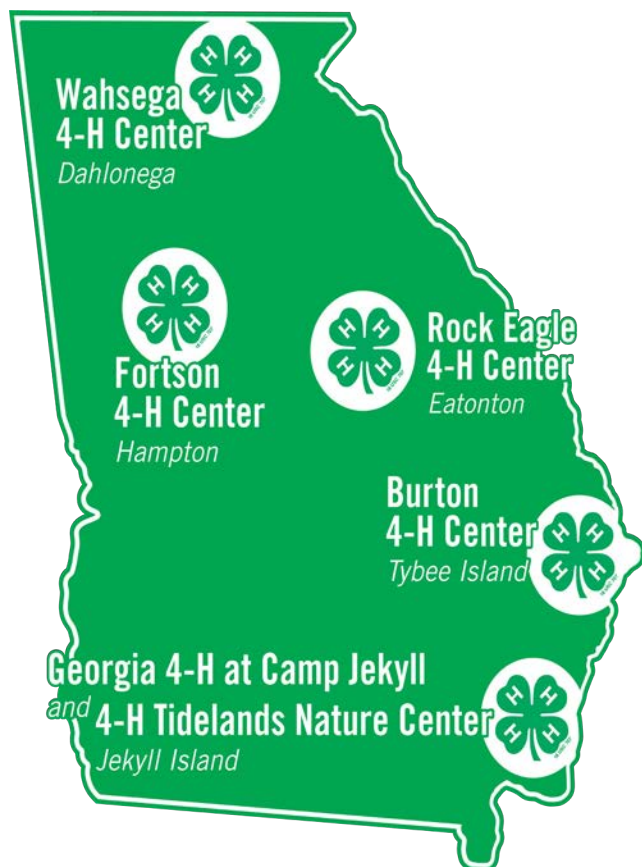 H H
H H
Wahsega
4-H Center
Dahlonega
H H
H H
Fortson
4-H Center
Hampton
H H
H H
Rock Eagle
4-H Center
Eatonton
Burton
4-H Center
Tybee Island
H H
H H
Georgia 4-H at Camp Jekyll
and 4-H Tidelands Nature Center
Jekyll Island
H H
H H